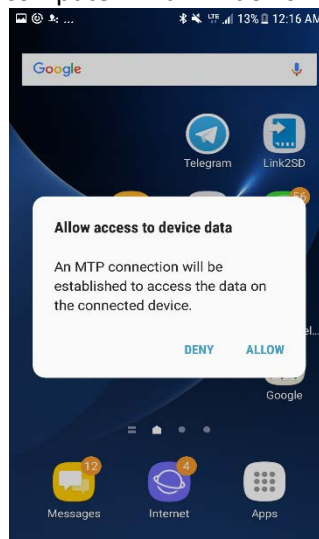 13% 12:16 AM
Google
Telegram Link2SD
56
Allow access to device data
An MTP connection will be
established to access the data on
the connected device.
DENY ALLOW
Google
12 4
Messages Internet Apps